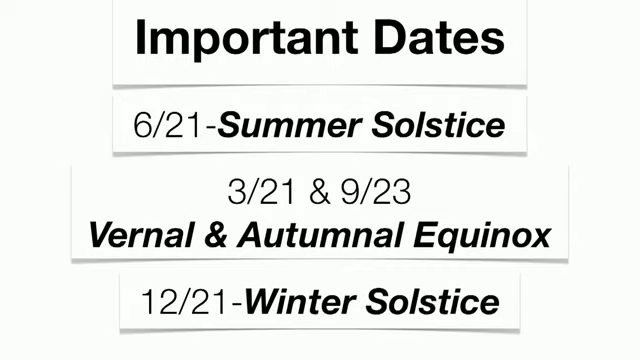 Important Dates
6/21-Summer Solstice
3/21 & 9/23
Vernal & Autumnal Equinox
12/21-Winter Solstice